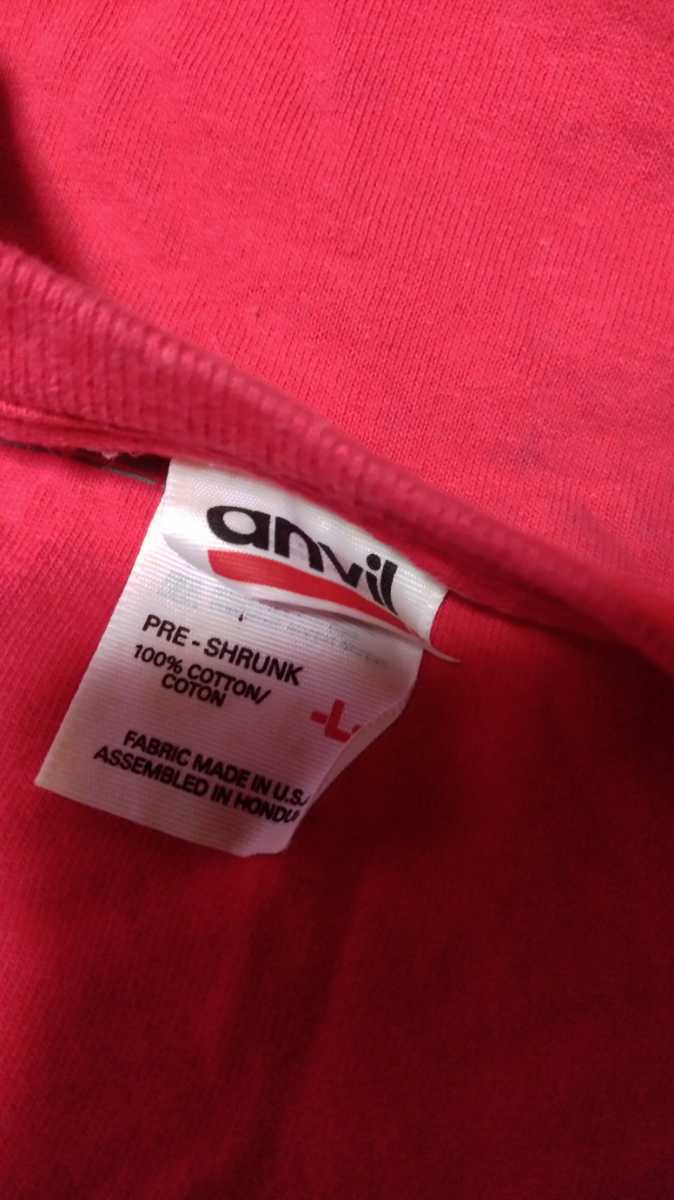 anvil
PRE-SHRUNK
100% COTTON/
COTON
-L-
FABRIC MADE IN U.S.
ASSEMBLED IN HONDU